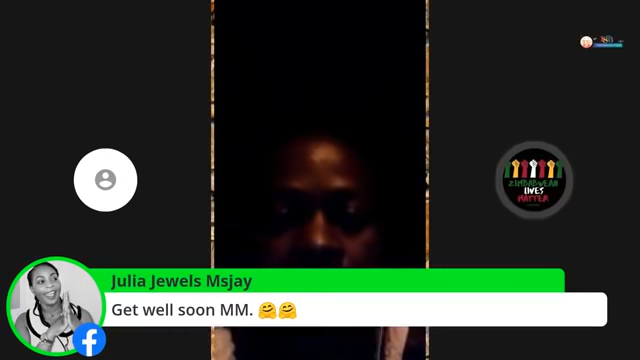 ZIMBABWEAN
LIVES
MATTER
Julia Jewels Msjay
Get well soon MM. 🤗🤗